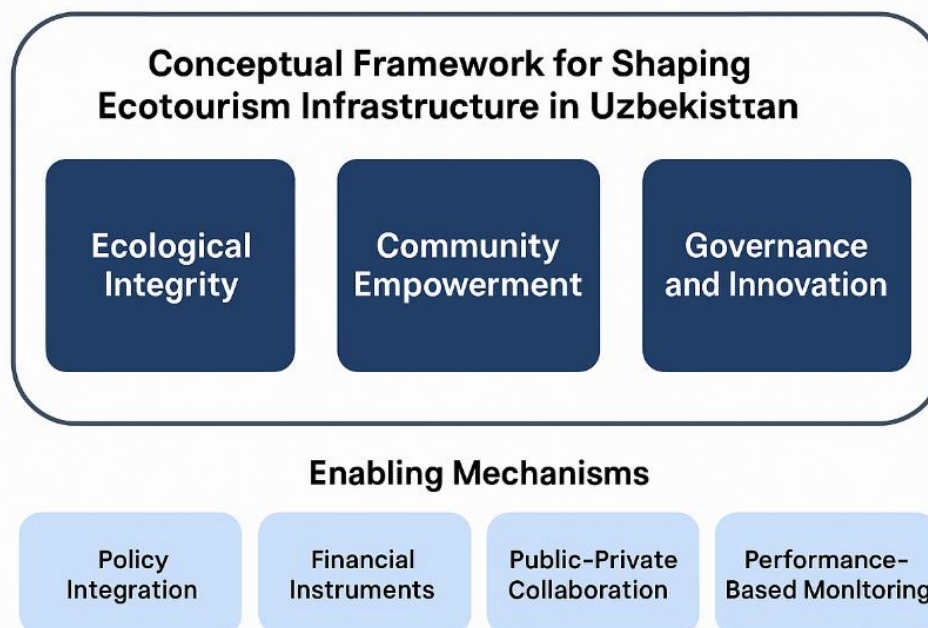 Conceptual Framework for Shaping
Ecotourism Infrastructure in Uzbekisttan
Ecological
Integrity
Community
Empowerment
Governance
and Innovation
Enabling Mechanisms
Policy
Integration
Financial
Instruments
Public-Private
Collaboration
Performance-
Based Monltoring